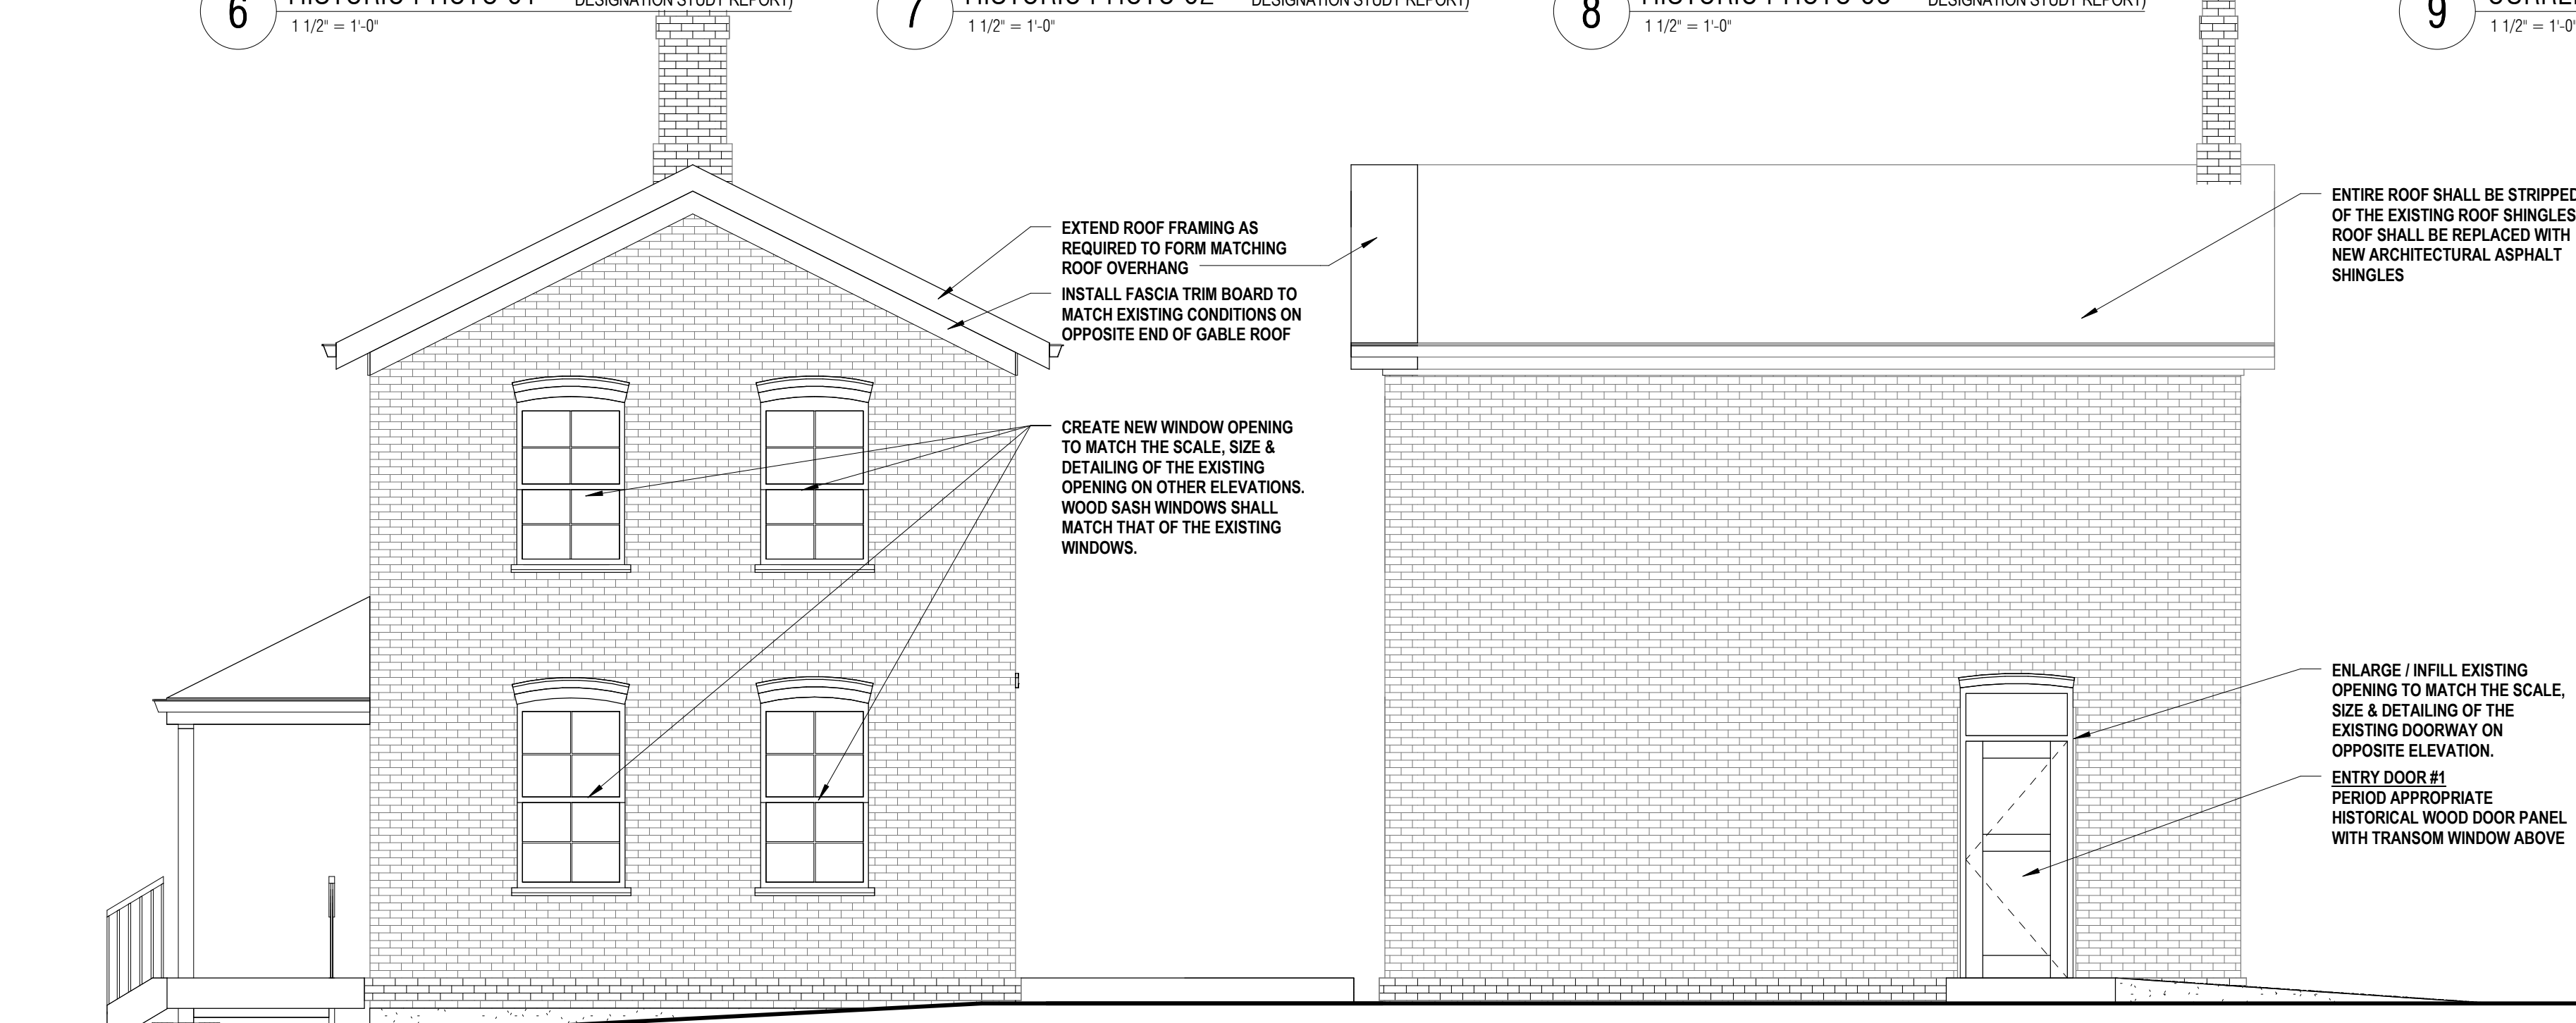 6
1 1/2" = 1'-0"
7
1 1/2" = 1'-0"
8
1 1/2" = 1'-0"
9
1 1/2" = 1'-0"
EXTEND ROOF FRAMING AS
REQUIRED TO FORM MATCHING
ROOF OVERHANG
INSTALL FASCIA TRIM BOARD TO
MATCH EXISTING CONDITIONS ON
OPPOSITE END OF GABLE ROOF
CREATE NEW WINDOW OPENING
TO MATCH THE SCALE, SIZE &
DETAILING OF THE EXISTING
OPENING ON OTHER ELEVATIONS.
WOOD SASH WINDOWS SHALL
MATCH THAT OF THE EXISTING
WINDOWS.
ENTIRE ROOF SHALL BE STRIPPED
OF THE EXISTING ROOF SHINGLES
ROOF SHALL BE REPLACED WITH
NEW ARCHITECTURAL ASPHALT
SHINGLES
ENLARGE / INFILL EXISTING
OPENING TO MATCH THE SCALE,
SIZE & DETAILING OF THE
EXISTING DOORWAY ON
OPPOSITE ELEVATION.
ENTRY DOOR #1
PERIOD APPROPRIATE
HISTORICAL WOOD DOOR PANEL
WITH TRANSOM WINDOW ABOVE